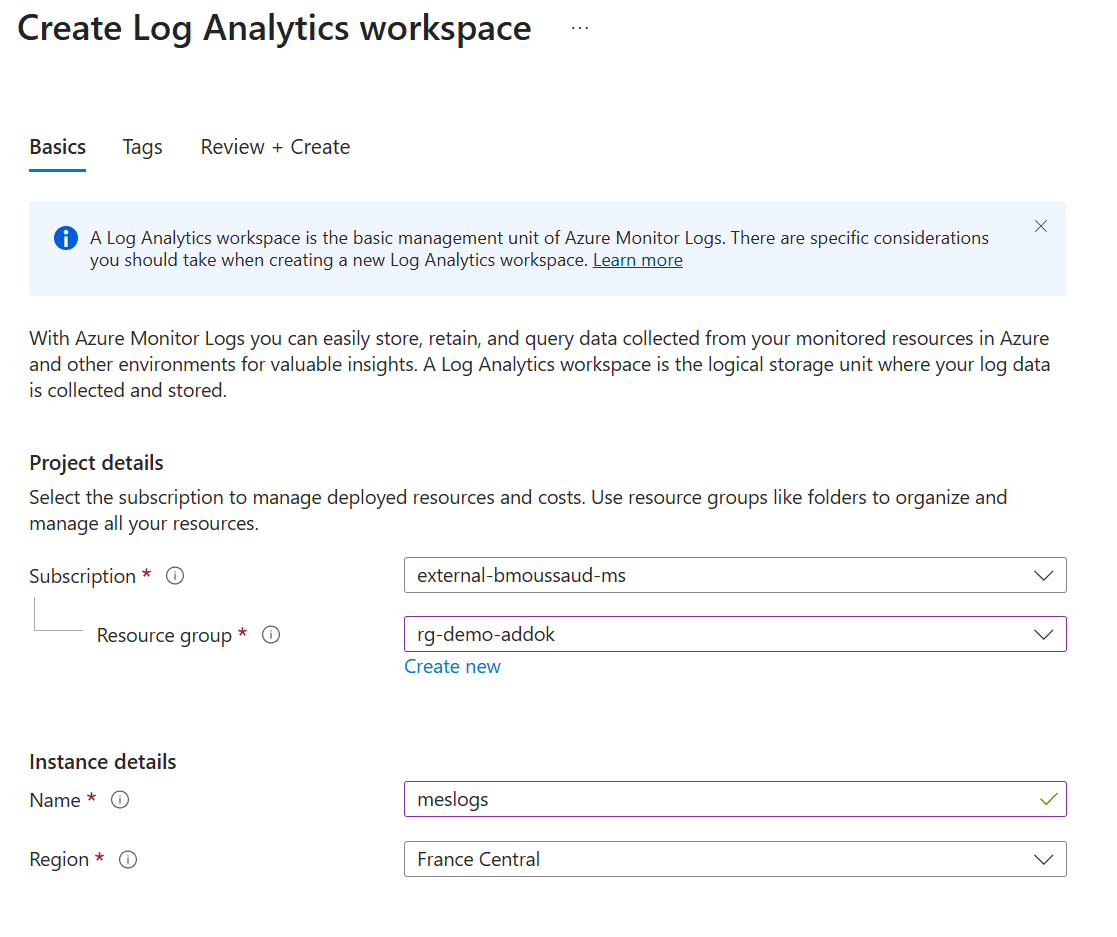 Create Log Analytics workspace ...
Basics Tags Review + Create
A Log Analytics workspace is the basic management unit of Azure Monitor Logs. There are specific considerations
you should take when creating a new Log Analytics workspace. Learn more
With Azure Monitor Logs you can easily store, retain, and query data collected from your monitored resources in Azure
and other environments for valuable insights. A Log Analytics workspace is the logical storage unit where your log data
is collected and stored.
Project details
Select the subscription to manage deployed resources and costs. Use resource groups like folders to organize and
manage all your resources.
Subscription * external-bmoussaud-ms
Resource group * rg-demo-addok
Create new
Instance details
Name * meslogs
Region * France Central